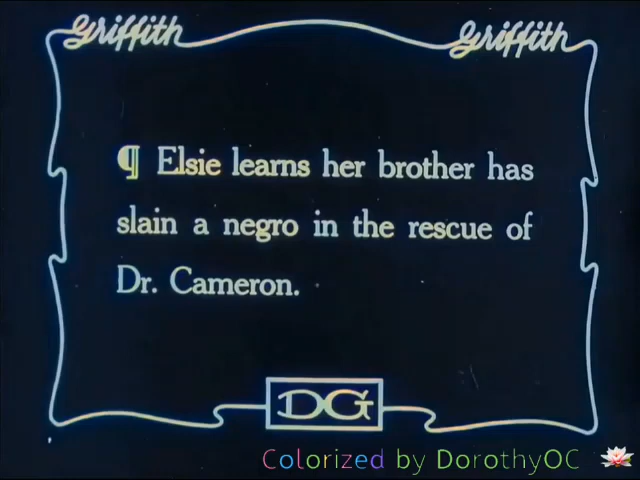 Griffith Griffith
¶ Elsie learns her brother has
slain a negro in the rescue of
Dr. Cameron.
DG
Colorized by DorothyOC